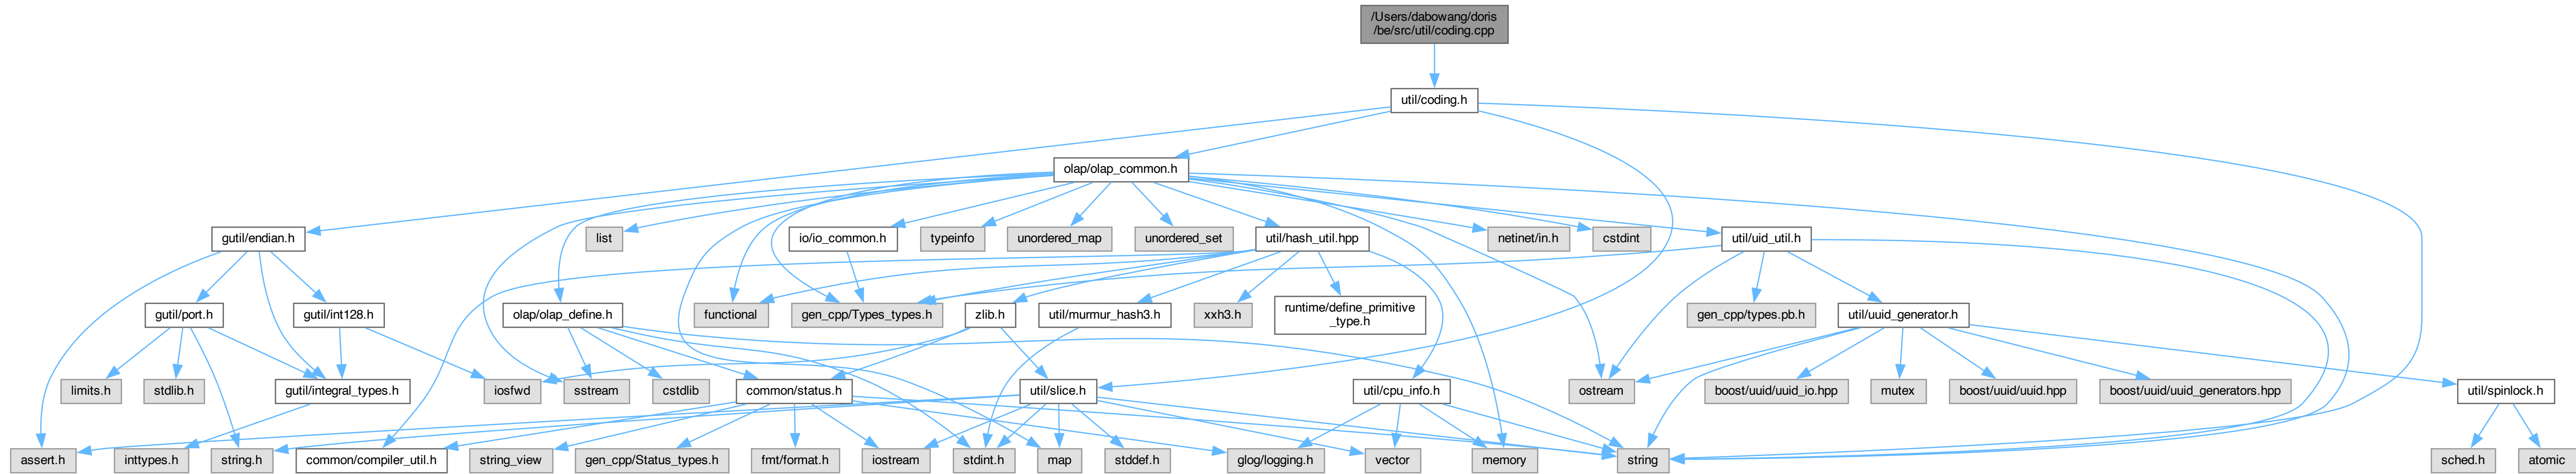 /Users/dabowang/doris
/be/src/util/coding.cpp
util/coding.h
olap/olap_common.h
gutil/endian.h
list
io/io_common.h
typeinfo
unordered_map
unordered_set
util/hash_util.hpp
netinet/in.h
cstdint
util/uid_util.h
gutil/port.h
gutil/int128.h
olap/olap_define.h
functional
gen_cpp/Types_types.h
zlib.h
util/murmur_hash3.h
xxh3.h
runtime/define_primitive
_type.h
gen_cpp/types.pb.h
util/uuid_generator.h
limits.h
stdlib.h
gutil/integral_types.h
iosfwd
sstream
cstdlib
common/status.h
util/slice.h
util/cpu_info.h
ostream
boost/uuid/uuid_io.hpp
mutex
boost/uuid/uuid.hpp
boost/uuid/uuid_generators.hpp
util/spinlock.h
assert.h
inttypes.h
string.h
common/compiler_util.h
string_view
gen_cpp/Status_types.h
fmt/format.h
iostream
stdint.h
map
stddef.h
glog/logging.h
vector
memory
string
sched.h
atomic